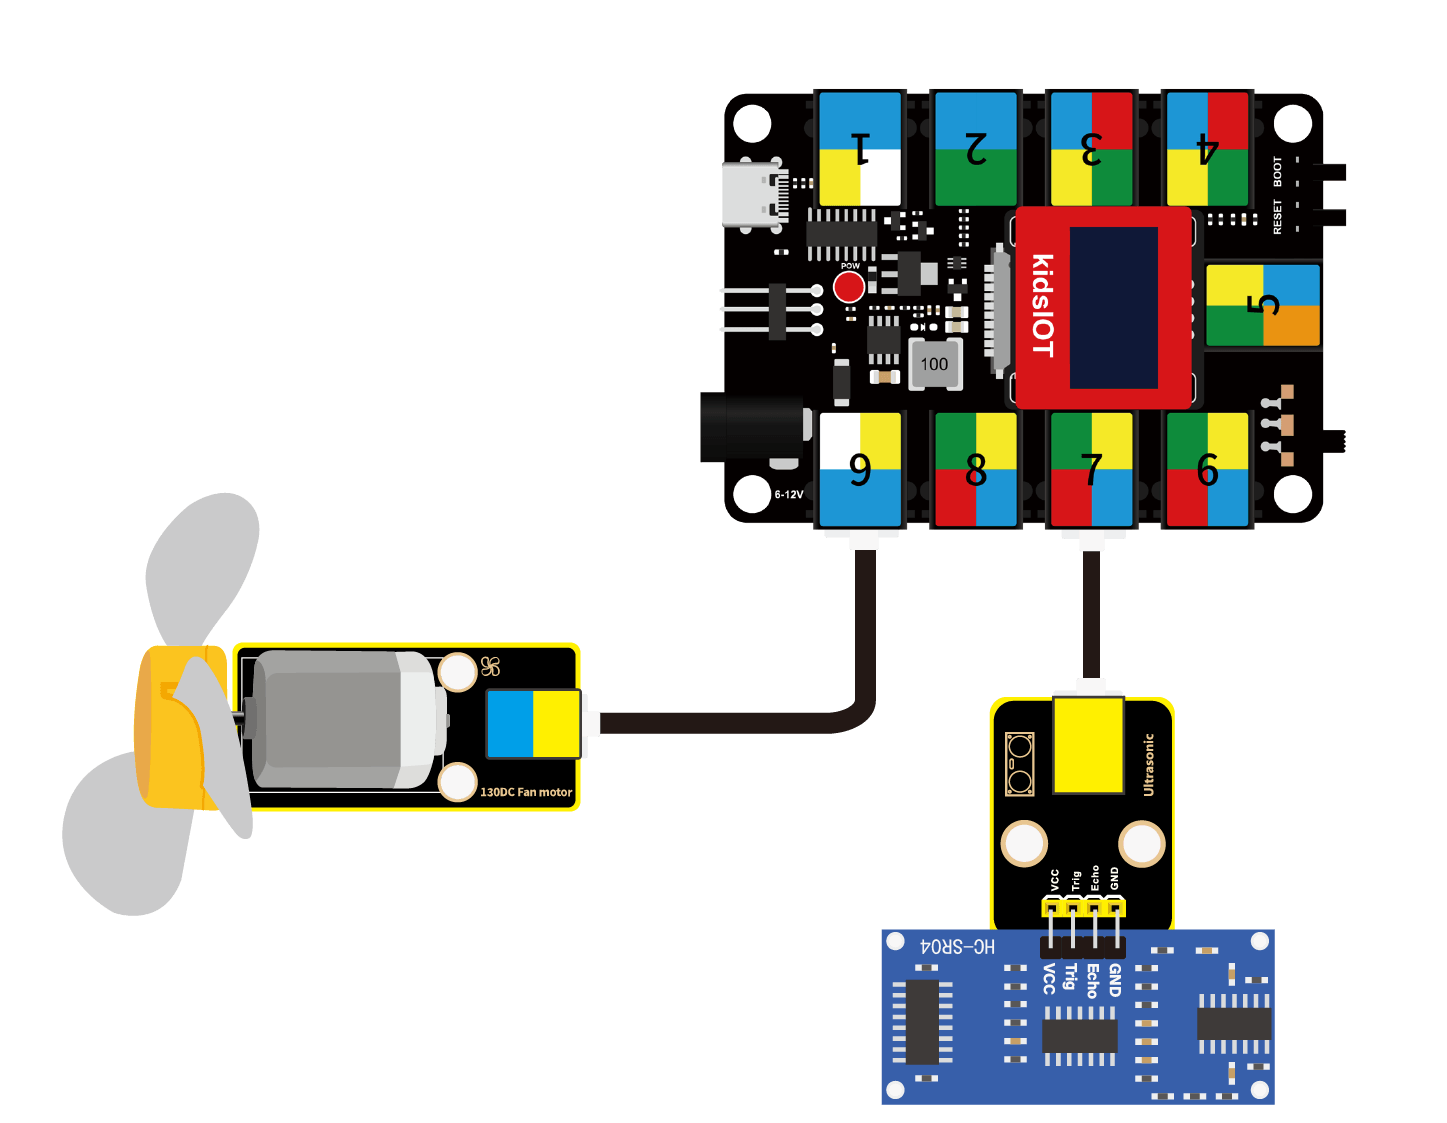 1
2
3
4
BOOT
RESET
POW
kidsIOT
5
100
6-12V
9
8
7
6
130DC Fan motor
Ultrasonic
VCC
Trig
Echo
GND
HC-SR04
VCC
Trig
Echo
GND